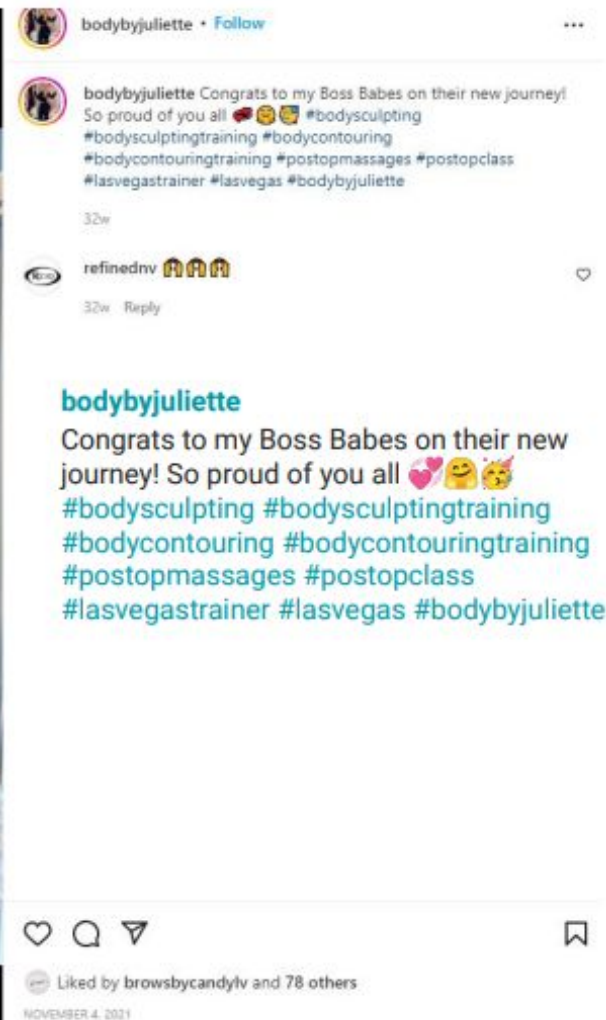 bodybyjuliette • Follow
bodybyjuliette Congrats to my Boss Babes on their new journey!
So proud of you all 💞🤗🥳 #bodysculpting
#bodysculptingtraining #bodycontouring
#bodycontouringtraining #postopmassages #postopclass
#lasvegastrainer #lasvegas #bodybyjuliette
32w
refinednv
32w Reply
bodybyjuliette
Congrats to my Boss Babes on their new
journey! So proud of you all 💞🤗🥳
#bodysculpting #bodysculptingtraining
#bodycontouring #bodycontouringtraining
#postopmassages #postopclass
#lasvegastrainer #lasvegas #bodybyjuliette
Liked by browsbycandylv and 78 others
NOVEMBER 4, 2021